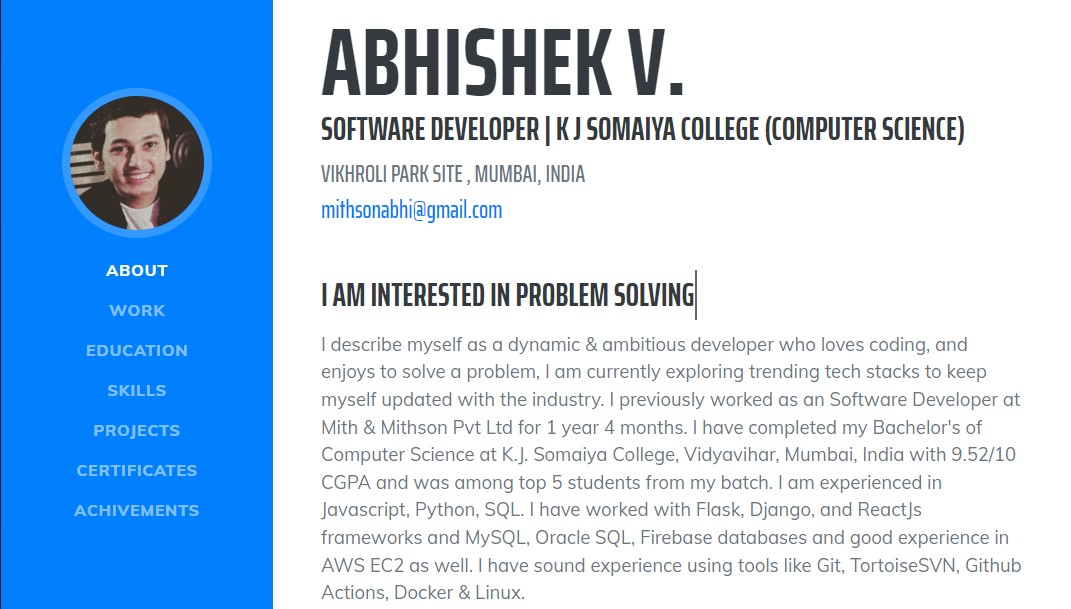 ABHISHEK V.
SOFTWARE DEVELOPER | K J SOMAIYA COLLEGE (COMPUTER SCIENCE)
VIKHROLI PARK SITE , MUMBAI, INDIA
mithsonabhi@gmail.com
ABOUT
WORK
EDUCATION
SKILLS
PROJECTS
CERTIFICATES
ACHIVEMENTS
I AM INTERESTED IN PROBLEM SOLVING
I describe myself as a dynamic & ambitious developer who loves coding, and
enjoys to solve a problem, I am currently exploring trending tech stacks to keep
myself updated with the industry. I previously worked as an Software Developer at
Mith & Mithson Pvt Ltd for 1 year 4 months. I have completed my Bachelor's of
Computer Science at K.J. Somaiya College, Vidyavihar, Mumbai, India with 9.52/10
CGPA and was among top 5 students from my batch. I am experienced in
Javascript, Python, SQL. I have worked with Flask, Django, and ReactJs
frameworks and MySQL, Oracle SQL, Firebase databases and good experience in
AWS EC2 as well. I have sound experience using tools like Git, TortoiseSVN, Github
Actions, Docker & Linux.